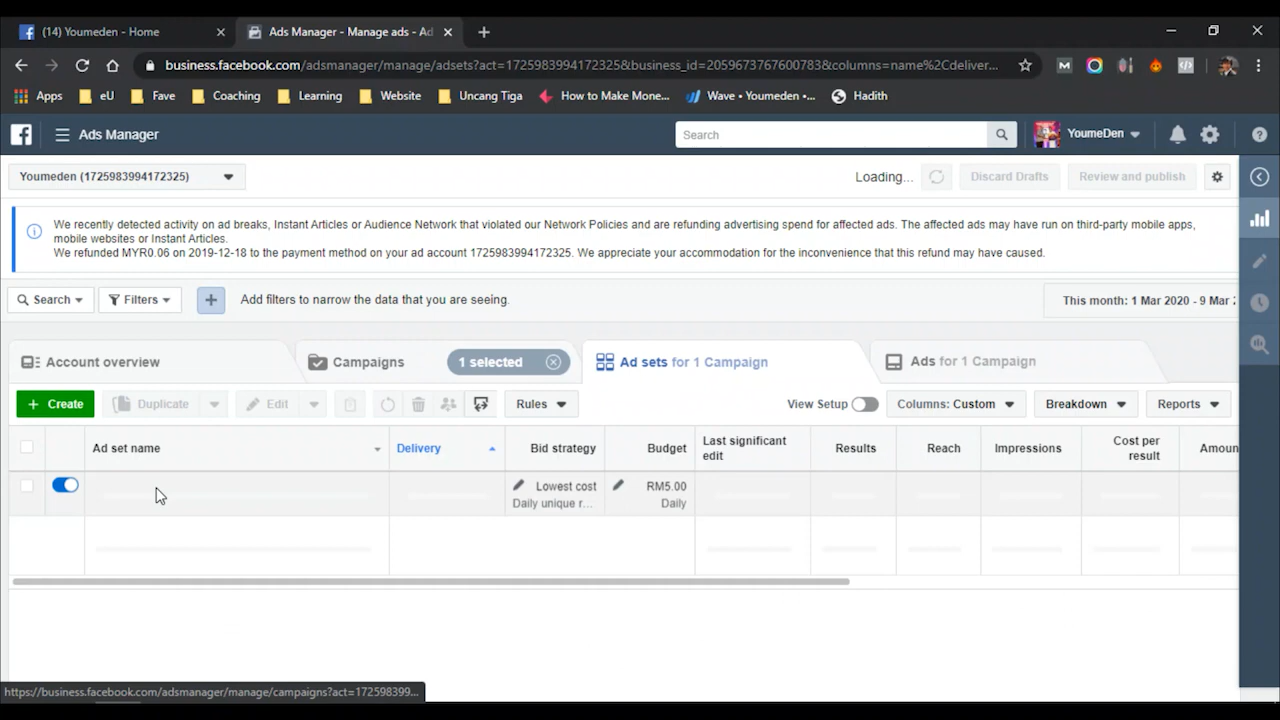 (14) Youmeden - Home
Ads Manager - Manage ads - Ad
business.facebook.com/adsmanager/manage/adsets?act=1725983994172325&business_id=2059673767600783&columns=name%2Cdeliver...
Apps
eU
Fave
Coaching
Learning
Website
Uncang Tiga
How to Make Mone...
Wave • Youmeden •...
Hadith
Ads Manager
Search
YoumeDen
Youmeden (1725983994172325)
Loading...
Discard Drafts
Review and publish
We recently detected activity on ad breaks, Instant Articles or Audience Network that violated our Network Policies and are refunding advertising spend for affected ads. The affected ads may have run on third-party mobile apps,
mobile websites or Instant Articles.
We refunded MYR0.06 on 2019-12-18 to the payment method on your ad account 1725983994172325. We appreciate your accommodation for the inconvenience that this refund may have caused.
Search
Filters
Add filters to narrow the data that you are seeing.
This month: 1 Mar 2020 - 9 Mar
Account overview
Campaigns
1 selected
Ad sets for 1 Campaign
Ads for 1 Campaign
+ Create
Duplicate
Edit
Rules
View Setup
Columns: Custom
Breakdown
Reports
Ad set name
Delivery
Bid strategy
Budget
Last significant
edit
Results
Reach
Impressions
Cost per
result
Amoun
Lowest cost
Daily unique r...
RM5.00
Daily
https://business.facebook.com/adsmanager/manage/campaigns?act=172598399...